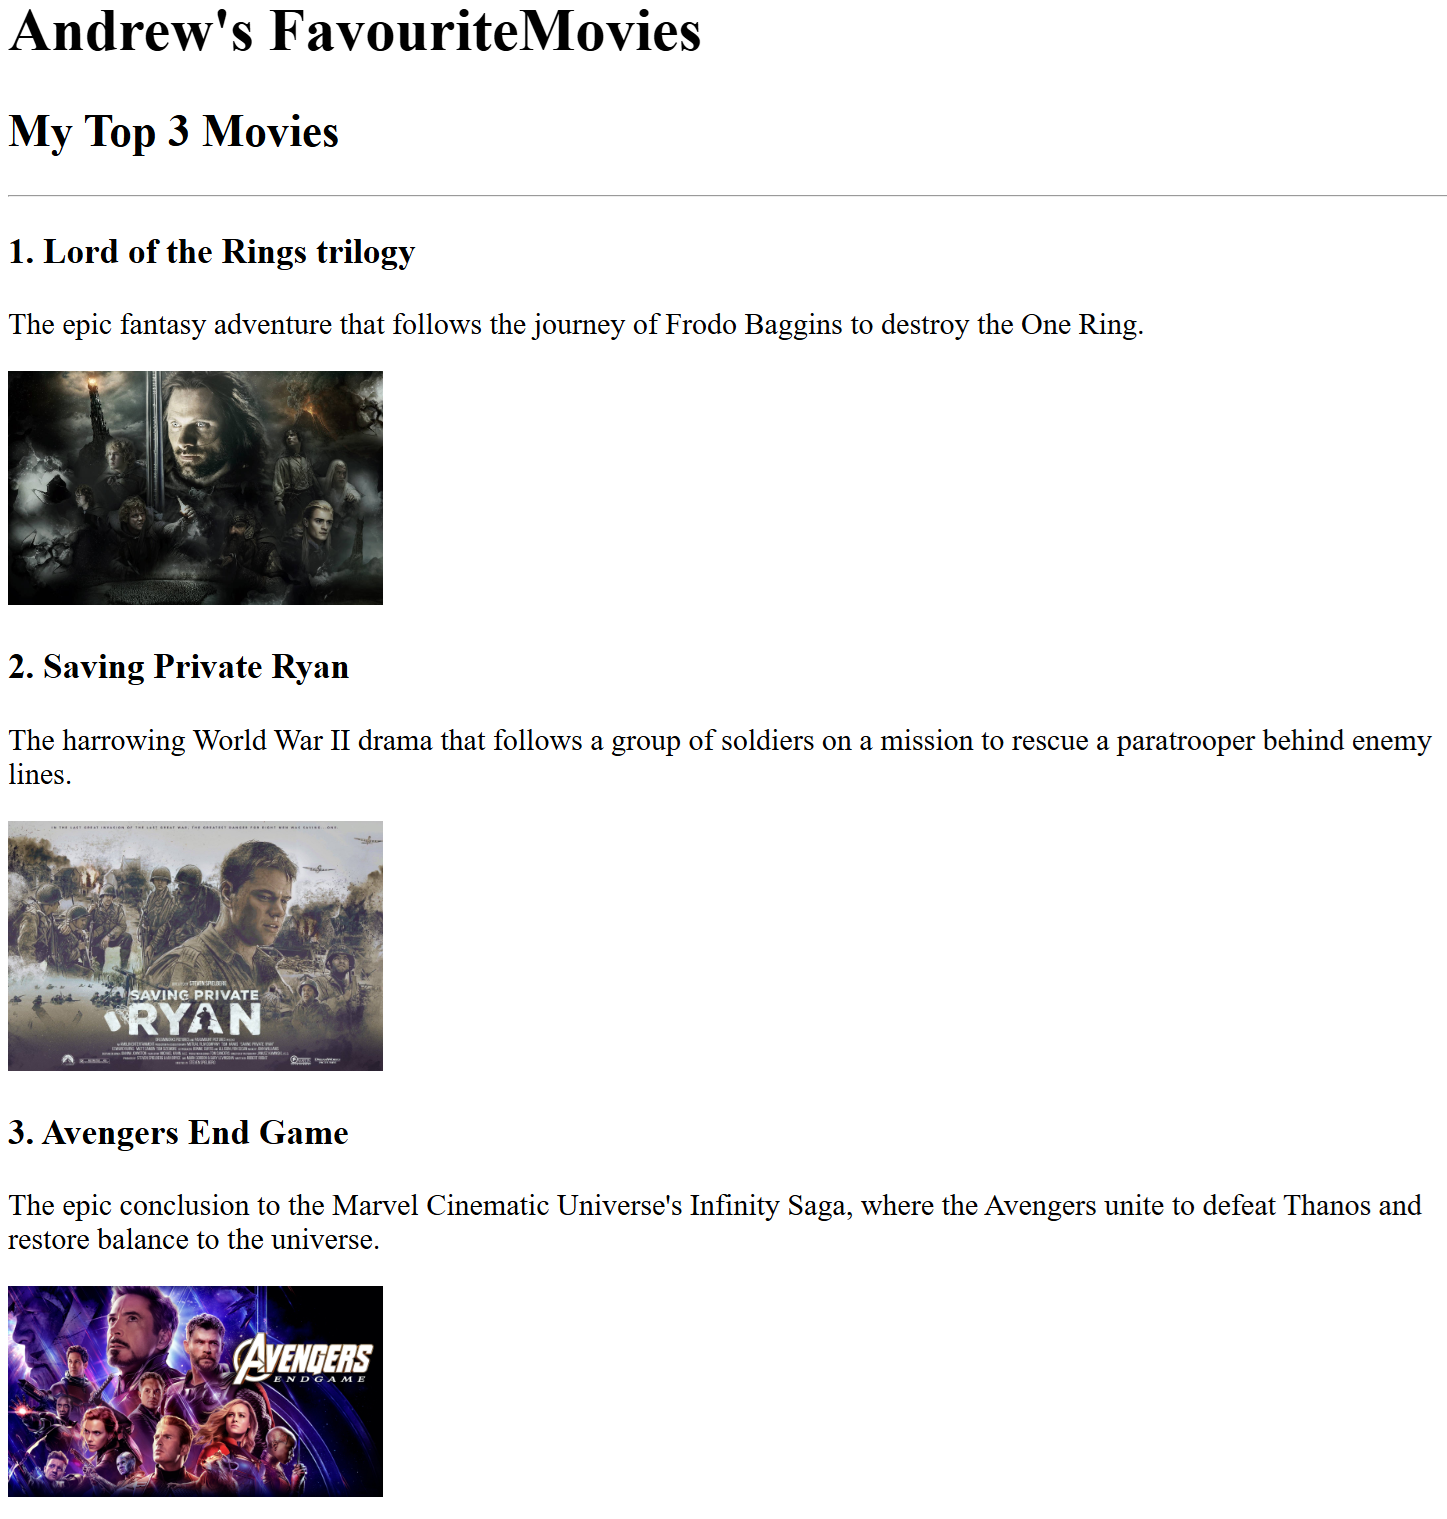 Andrew's FavouriteMovies
My Top 3 Movies
1. Lord of the Rings trilogy
The epic fantasy adventure that follows the journey of Frodo Baggins to destroy the One Ring.
2. Saving Private Ryan
The harrowing World War II drama that follows a group of soldiers on a mission to rescue a paratrooper behind enemy
lines.
SAVING PRIVATE
RYAN
3. Avengers End Game
The epic conclusion to the Marvel Cinematic Universe's Infinity Saga, where the Avengers unite to defeat Thanos and
restore balance to the universe.
AVENGERS
ENDGAME